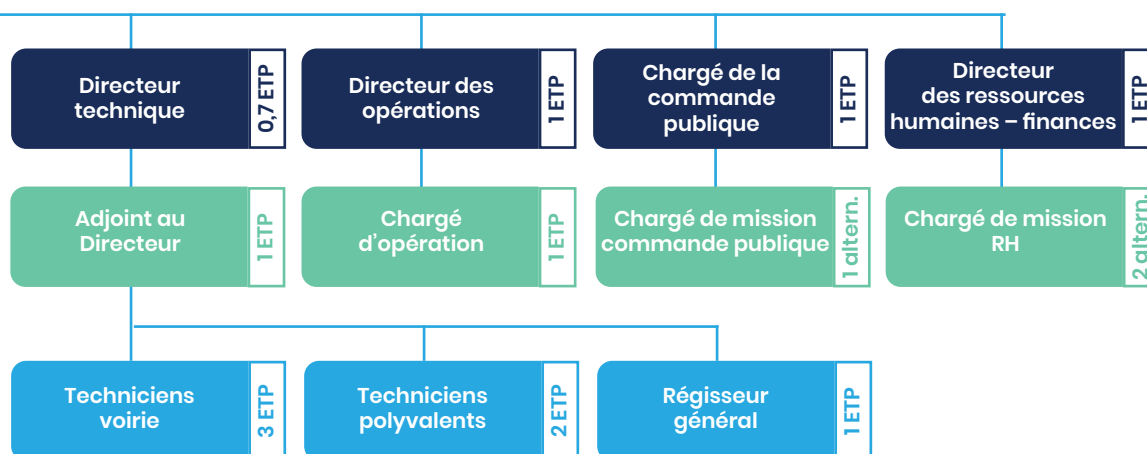 Directeur
technique
0,7 ETP
Directeur des
opérations
1 ETP
Chargé de la
commande
publique
1 ETP
Directeur
des ressources
humaines – finances
1 ETP
Adjoint au
Directeur
1 ETP
Chargé
d’opération
1 ETP
Chargé de mission
commande publique
1 altern.
Chargé de mission
RH
2 altern.
Techniciens
voirie
3 ETP
Techniciens
polyvalents
2 ETP
Régisseur
général
1 ETP